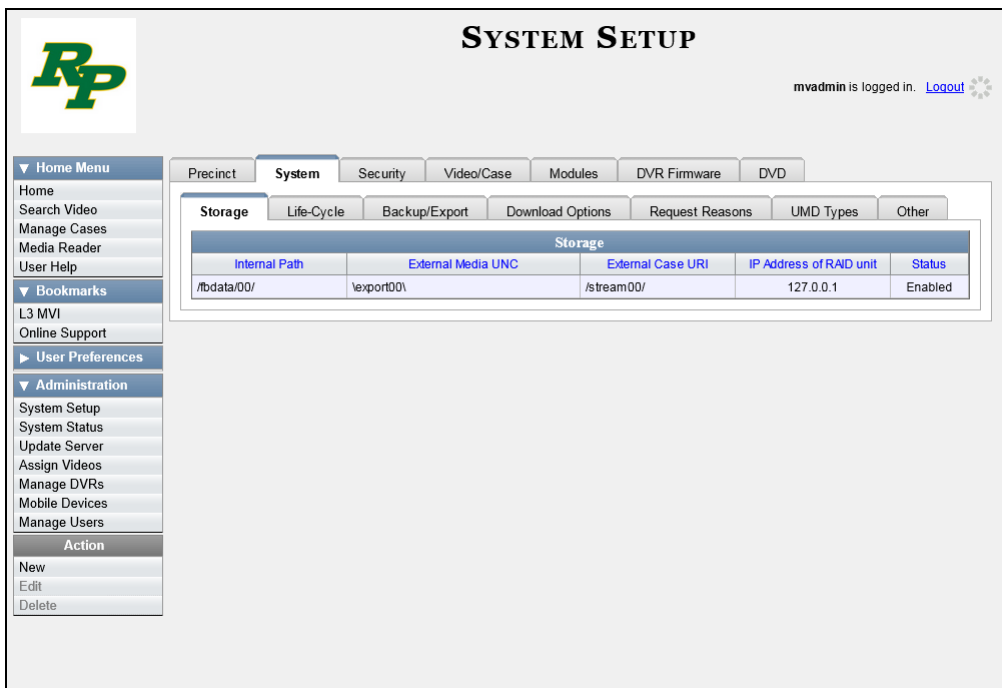 RP
SYSTEM SETUP
mvadmin is logged in. Logout
Home Menu
Home
Search Video
Manage Cases
Media Reader
User Help
Bookmarks
L3 MVI
Online Support
User Preferences
Administration
System Setup
System Status
Update Server
Assign Videos
Manage DVRs
Mobile Devices
Manage Users
Action
New
Edit
Delete
Precinct System Security Video/Case Modules DVR Firmware DVD
Storage Life-Cycle Backup/Export Download Options Request Reasons UMD Types Other
Storage
Internal Path External Media UNC External Case URI IP Address of RAID unit Status
/fbdata/00/ \export00\ /stream00/ 127.0.0.1 Enabled